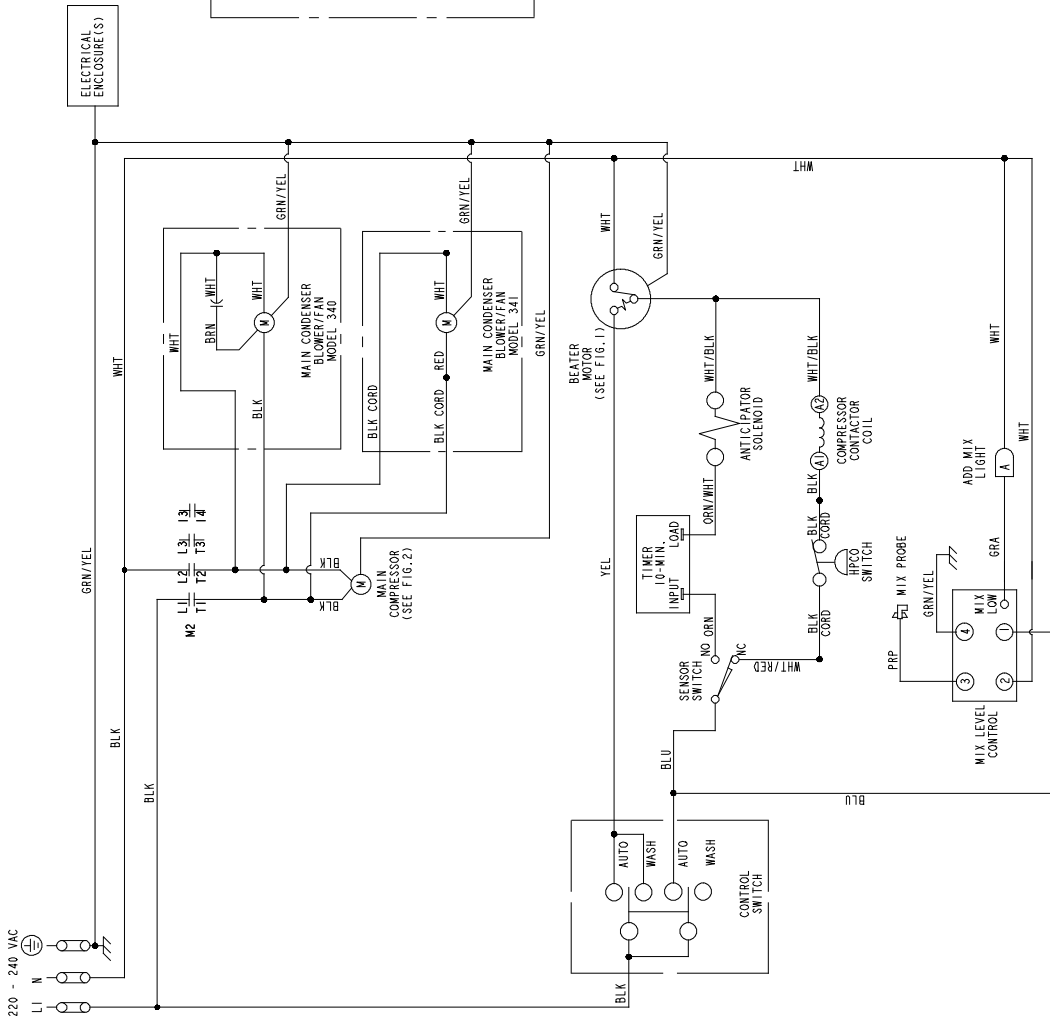 ELECTRICAL
ENCLOSURE(S)
GRN/YEL
WHT
GRN/YEL
GRN/YEL
WHT
BRN
WHT
WHT
MAIN CONDENSER
BLOWER/FAN
MODEL 340
BLK
BLK CORD
WHT
BLK CORD
RED
MAIN CONDENSER
BLOWER/FAN
MODEL 341
GRN/YEL
M
M
WHT
GRN/YEL
WHT
BEATER
MOTOR
(SEE FIG.1)
M2
L1
T1
L2
T2
L3
T3
13
14
BLK
BLK
M
MAIN
COMPRESSOR
(SEE FIG.2)
BLK
BLK
YEL
WHT/BLK
ANTICIPATOR
SOLENOID
WHT/BLK
A2
A1
COMPRESSOR
CONTACTOR
COIL
BLK
ORN/WHT
TIMER
10-MIN.
INPUT
LOAD
BLK
CORD
HPCO
SWITCH
BLK
CORD
ORN
NO
NC
WHT/RED
SENSOR
SWITCH
MIX PROBE
PRP
GRN/YEL
MIX
LOW
GRA
ADD MIX
LIGHT
A
WHT
WHT
3
4
2
1
MIX LEVEL
CONTROL
BLU
BLU
AUTO
WASH
AUTO
WASH
CONTROL
SWITCH
BLK
220 - 240 VAC
N
L1